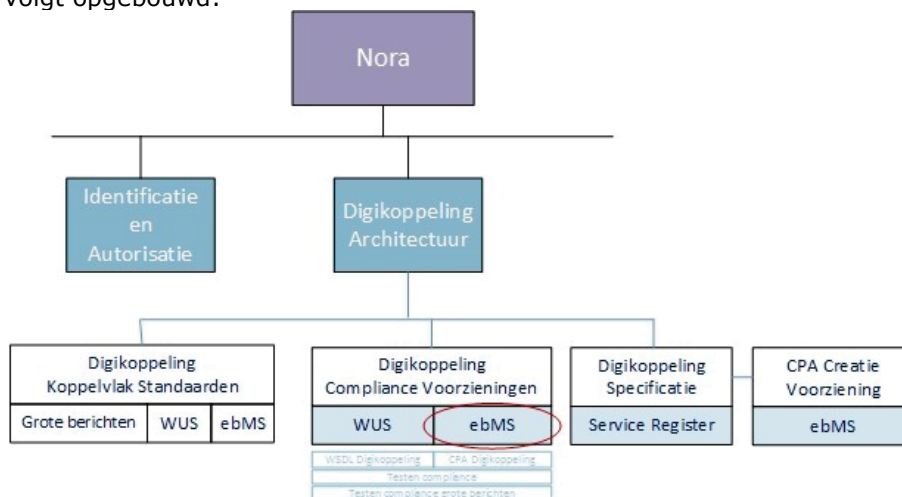 volgt opgebouwd:
Nora
Identificatie
en
Autorisatie
Digikoppeling
Architectuur
Digikoppeling
Koppelvlak Standaarden
Grote berichten
WUS
ebMS
Digikoppeling
Compliance Voorzieningen
WUS
ebMS
WSDL Digikoppeling
CPA Digikoppeling
Testen compliance
Testen compliance grote berichten
Digikoppeling
Specificatie
Service Register
CPA Creatie
Voorziening
ebMS